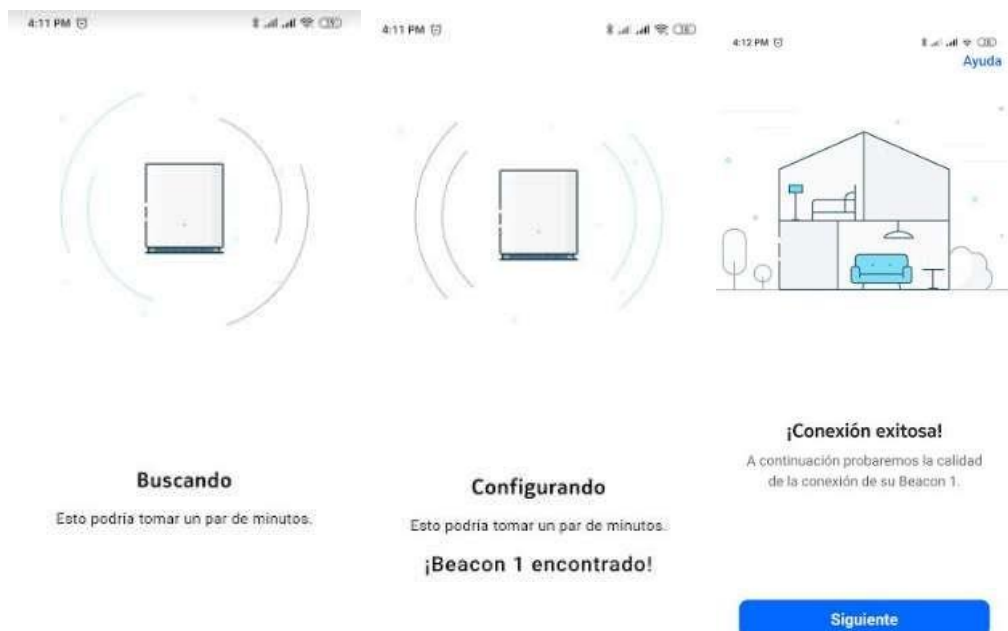 4:11 PM
Buscando
Esto podría tomar un par de minutos.
4:11 PM
Configurando
Esto podría tomar un par de minutos.
¡Beacon 1 encontrado!
4:12 PM
Ayuda
¡Conexión exitosa!
A continuación probaremos la calidad
de la conexión de su Beacon 1.
Siguiente